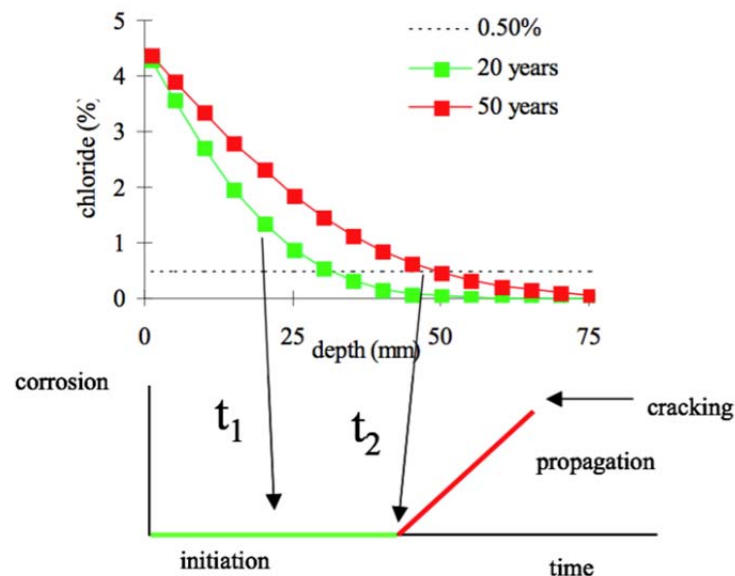 5
4
3
2
1
0
chloride (%)
0.50%
20 years
50 years
0 25 50 75
depth (mm)
corrosion
t1
t2
cracking
propagation
initiation
time